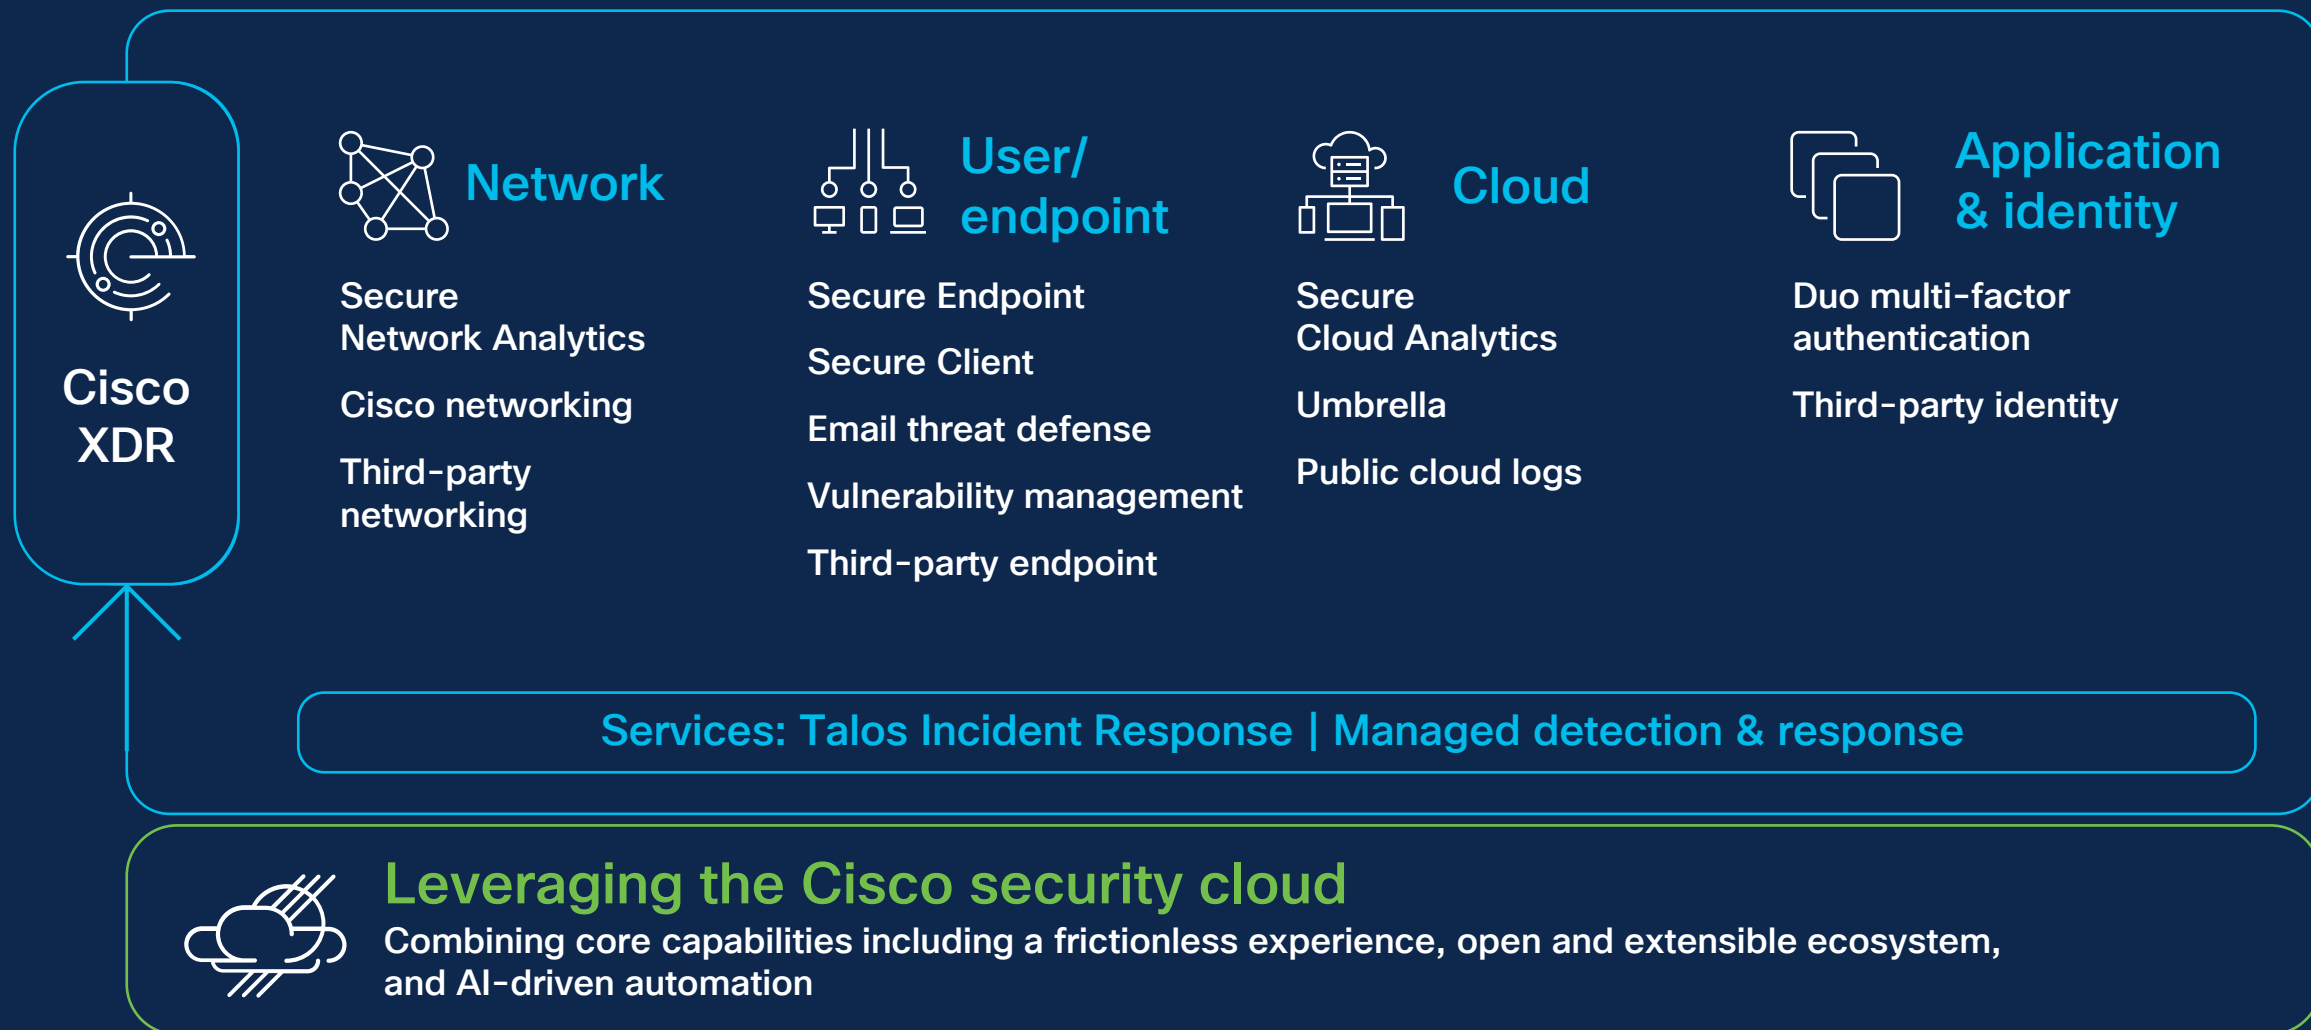 Cisco
XDR
Network
Secure
Network Analytics
Cisco networking
Third-party
networking
User/
endpoint
Secure Endpoint
Secure Client
Email threat defense
Vulnerability management
Third-party endpoint
Cloud
Secure
Cloud Analytics
Umbrella
Public cloud logs
Application
& identity
Duo multi-factor
authentication
Third-party identity
Services: Talos Incident Response | Managed detection & response
Leveraging the Cisco security cloud
Combining core capabilities including a frictionless experience, open and extensible ecosystem,
and AI-driven automation